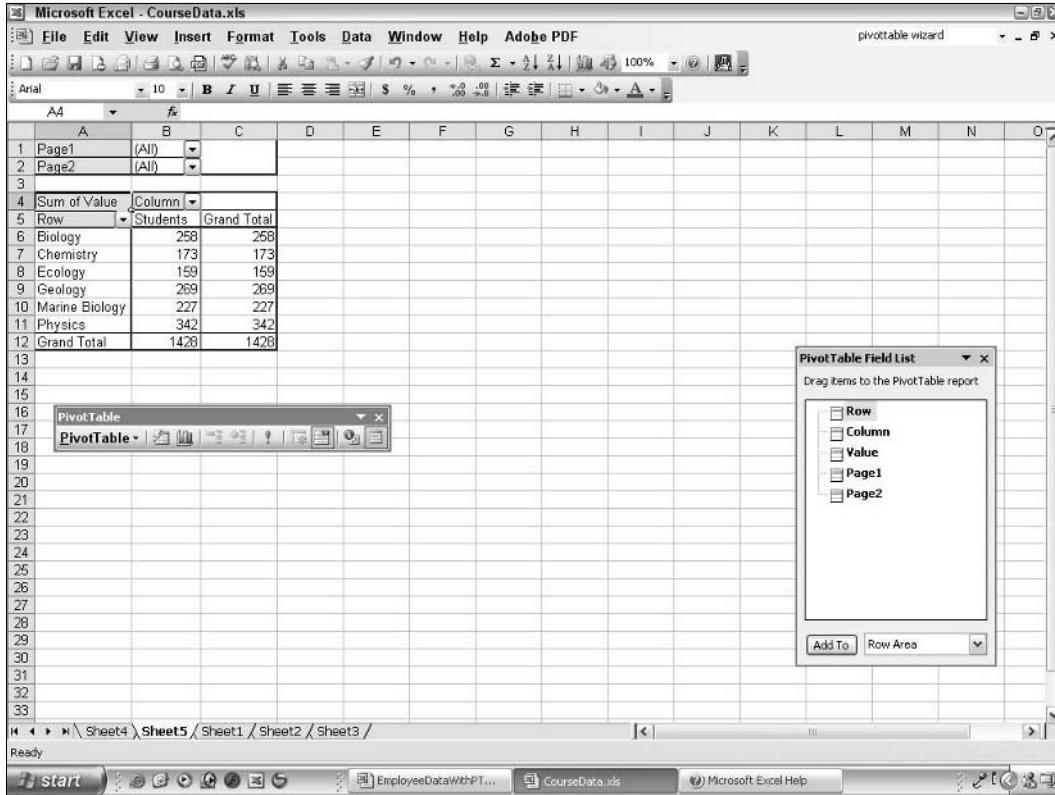 Microsoft Excel - CourseData.xls
File Edit View Insert Format Tools Data Window Help Adobe PDF pivottable wizard
100%
Arial 10 B I U $ % , A
A4 fx
A B C D E F G H I J K L M N O
1 Page1 (All)
2 Page2 (All)
3
4 Sum of Value Column
5 Row Students Grand Total
6 Biology 258 258
7 Chemistry 173 173
8 Ecology 159 159
9 Geology 269 269
10 Marine Biology 227 227
11 Physics 342 342
12 Grand Total 1428 1428
13
14
15
16
17
18
19
20
21
22
23
24
25
26
27
28
29
30
31
32
33
PivotTable
PivotTable
PivotTable Field List
Drag items to the PivotTable report
Row
Column
Value
Page1
Page2
Add To Row Area
Sheet4 Sheet5 Sheet1 Sheet2 Sheet3
Ready
start EmployeeDataWithPT... CourseData.xls Microsoft Excel Help